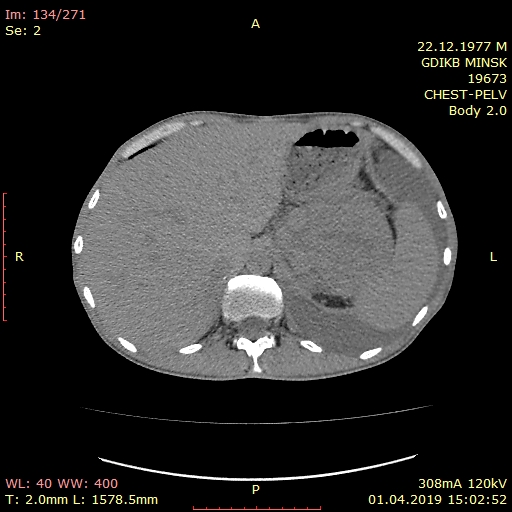 Im: 134/271
Se: 2
A
22.12.1977 M
GDIKB MINSK
19673
CHEST-PELV
Body 2.0
R
L
WL: 40 WW: 400
T: 2.0mm L: 1578.5mm
P
308mA 120kV
01.04.2019 15:02:52